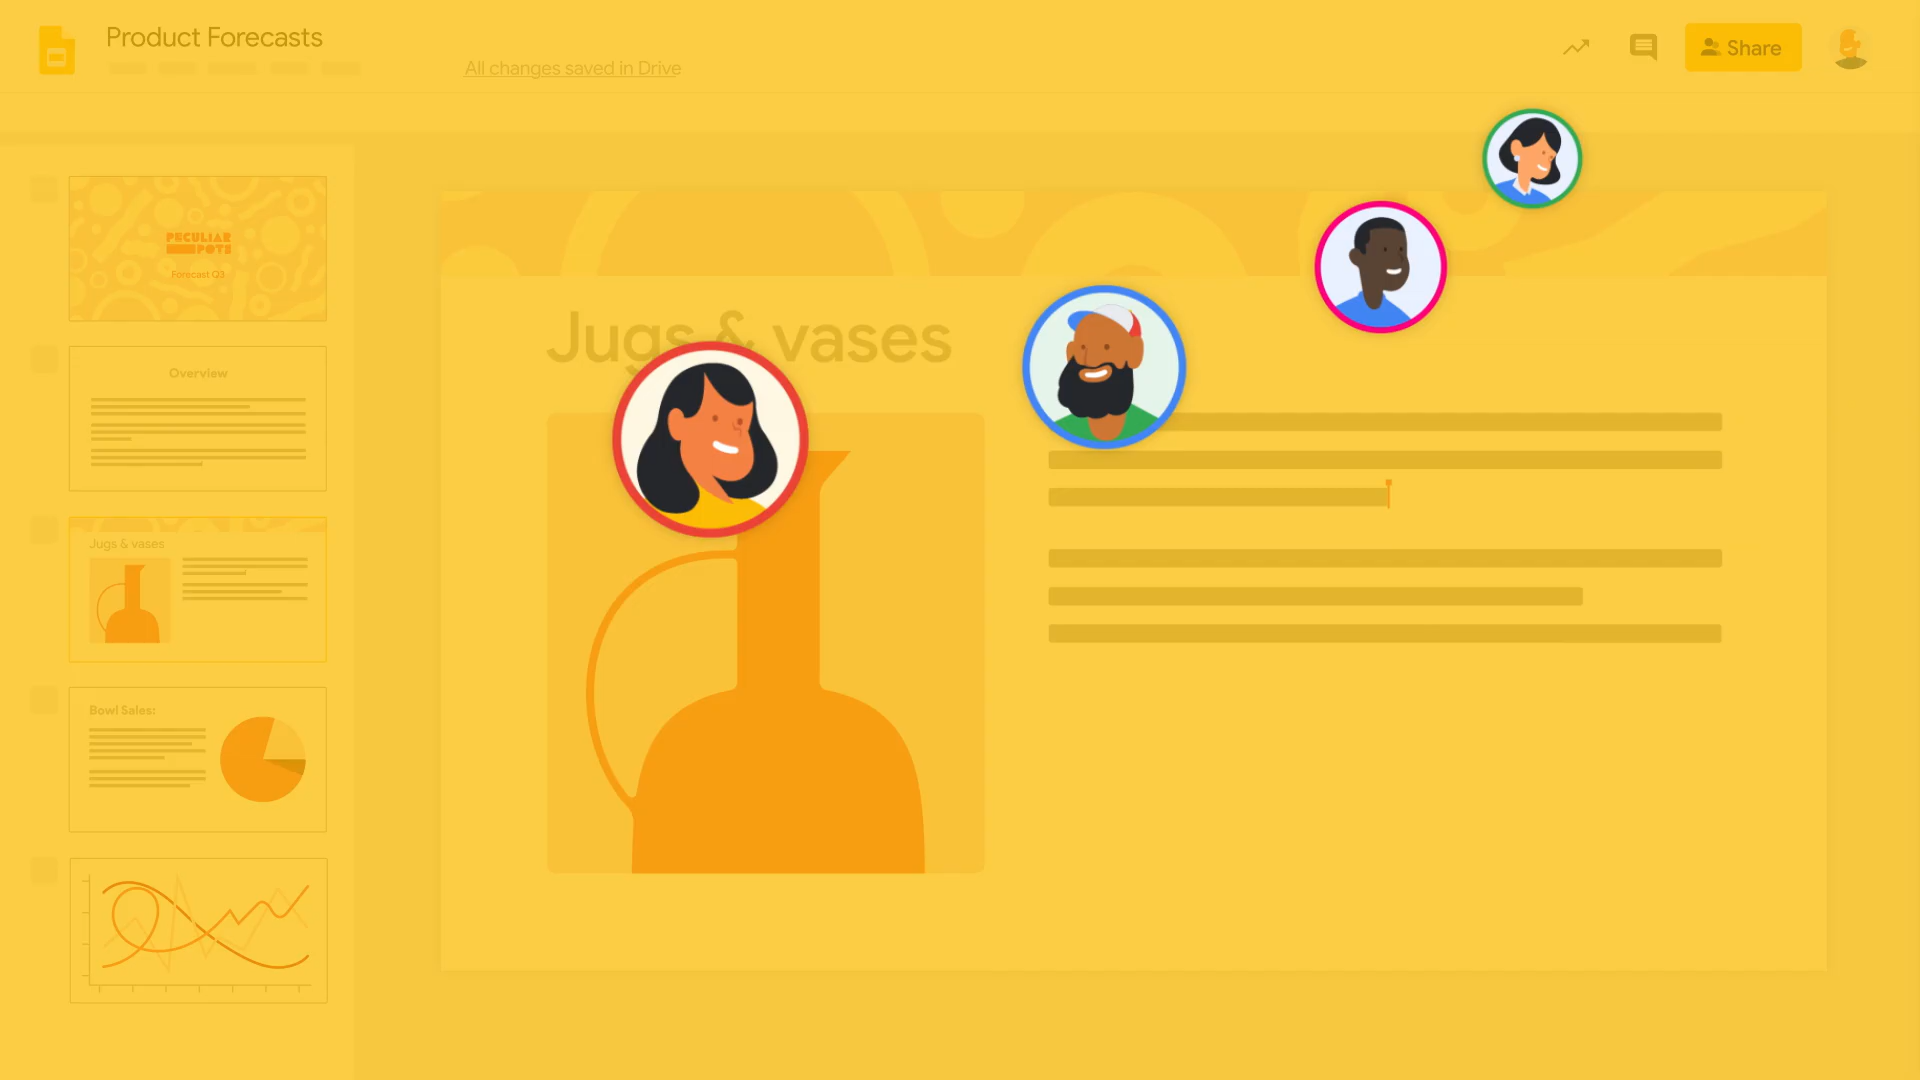 Product Forecasts
All changes saved in Drive
Share
PECULIAR
POTS
Forecast Q3
Overview
Jugs & vases
Bowl Sales:
Jugs & vases